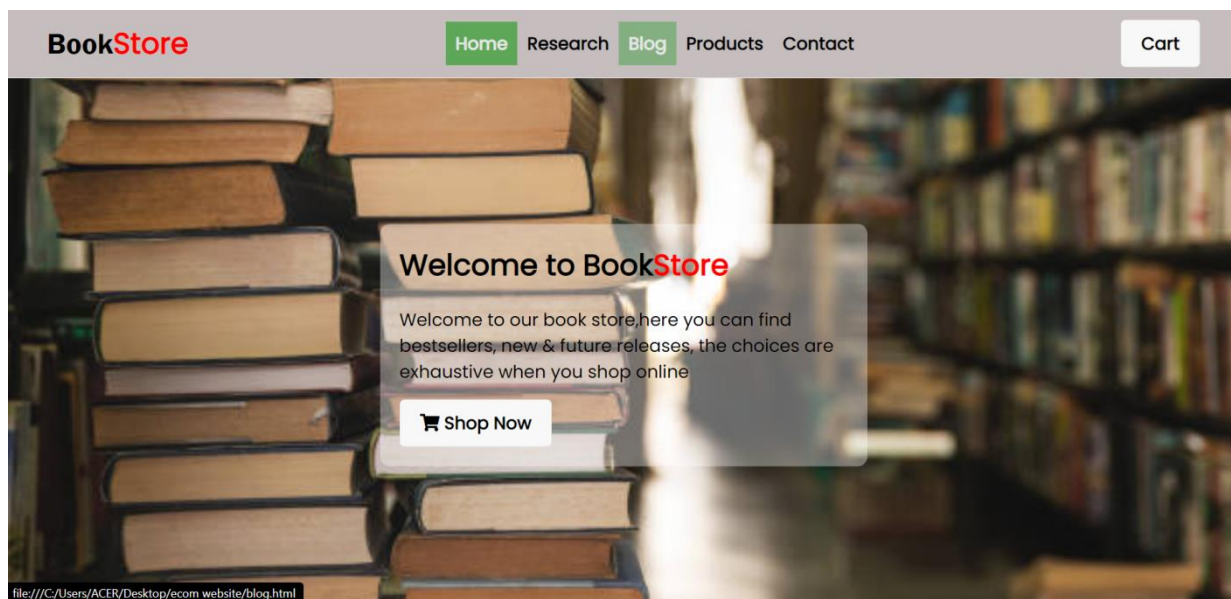 BookStore
Home Research Blog Products Contact
Cart
Welcome to BookStore
Welcome to our book store,here you can find
bestsellers, new & future releases, the choices are
exhaustive when you shop online
Shop Now
file:///C:/Users/ACER/Desktop/ecom website/blog.html